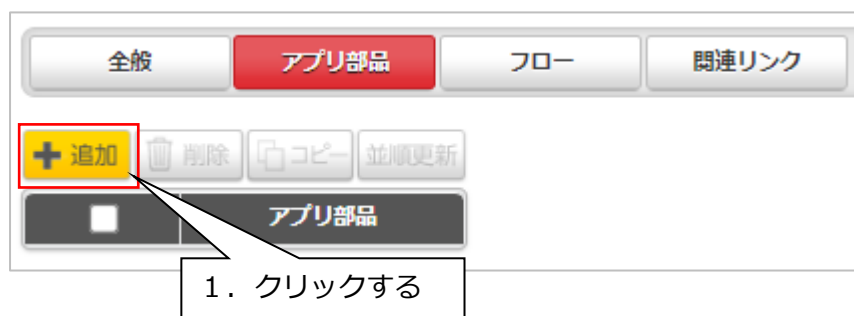 全般 アプリ部品 フロー 関連リンク
追加 削除 コピー 並順更新
アプリ部品
1．クリックする